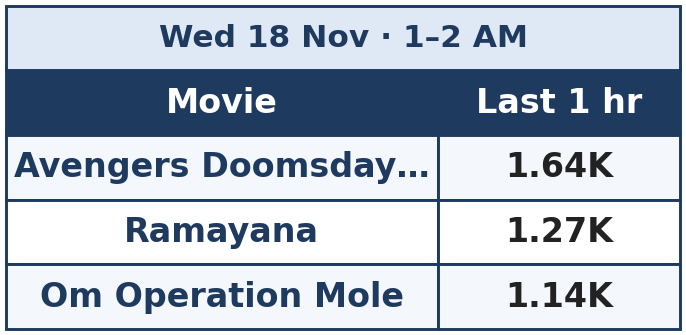 Wed 18 Nov · 1–2 AM
Movie Last 1 hr
Avengers Doomsday... 1.64K
Ramayana 1.27K
Om Operation Mole 1.14K